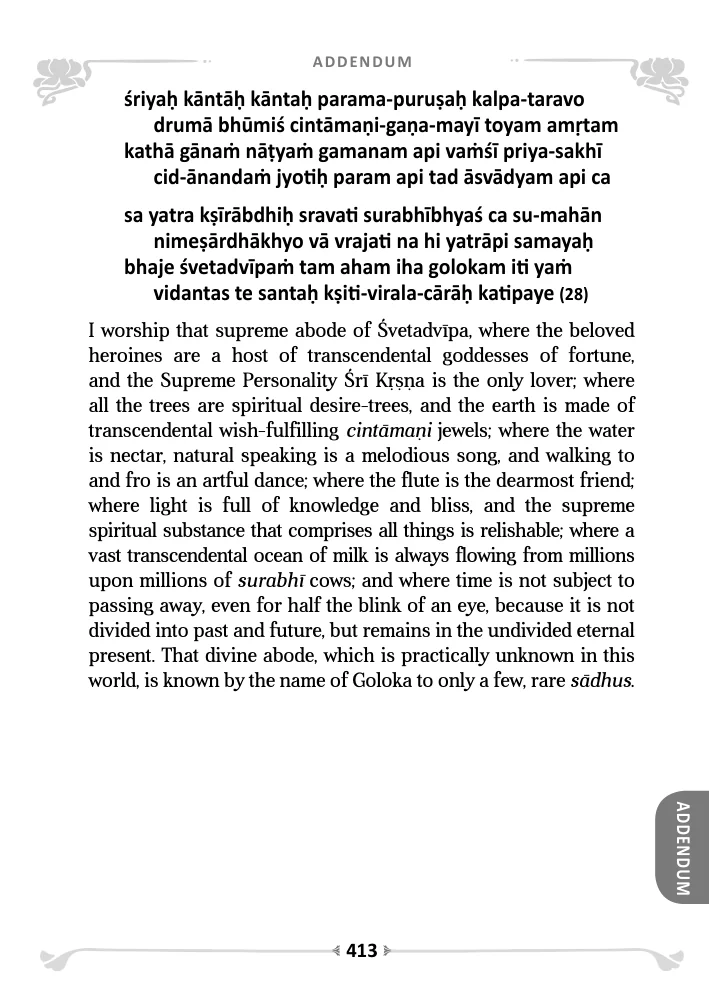 ADDENDUM
śriyaḥ kāntāḥ kāntaḥ parama-puruṣaḥ kalpa-taravo
drumā bhūmiś cintāmaṇi-gaṇa-mayī toyam amṛtam
kathā gānaṁ nāṭyaṁ gamanam api vaṁśī priya-sakhī
cid-ānandaṁ jyotiḥ param api tad āsvādyam api ca
sa yatra kṣīrābdhiḥ sravati surabhībhyaś ca su-mahān
nimeṣārdhākhyo vā vrajati na hi yatrāpi samayaḥ
bhaje śvetadvīpaṁ tam aham iha golokam iti yaṁ
vidantas te santaḥ kṣiti-virala-cārāḥ katipaye (28)
I worship that supreme abode of Śvetadvīpa, where the beloved
heroines are a host of transcendental goddesses of fortune,
and the Supreme Personality Śrī Kṛṣṇa is the only lover; where
all the trees are spiritual desire-trees, and the earth is made of
transcendental wish-fulfilling cintāmaṇi jewels; where the water
is nectar, natural speaking is a melodious song, and walking to
and fro is an artful dance; where the flute is the dearmost friend;
where light is full of knowledge and bliss, and the supreme
spiritual substance that comprises all things is relishable; where a
vast transcendental ocean of milk is always flowing from millions
upon millions of surabhī cows; and where time is not subject to
passing away, even for half the blink of an eye, because it is not
divided into past and future, but remains in the undivided eternal
present. That divine abode, which is practically unknown in this
world, is known by the name of Goloka to only a few, rare sādhus.
ADDENDUM
413